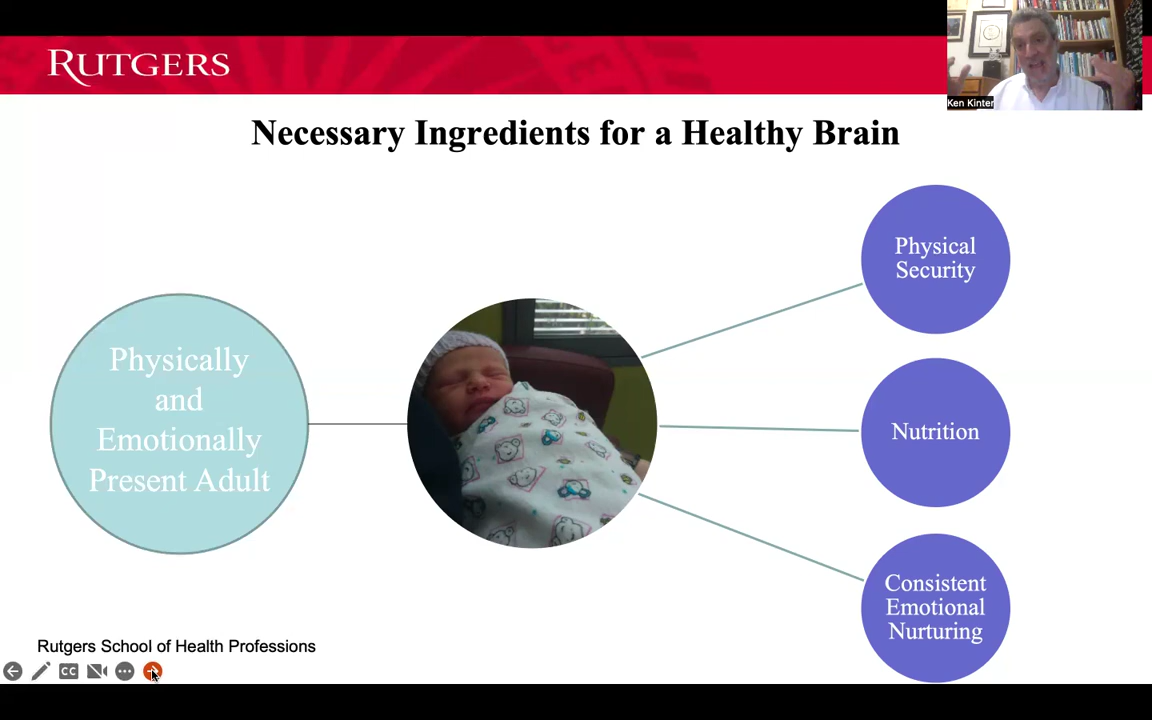 RUTGERS
Ken Kinter
Necessary Ingredients for a Healthy Brain
Physically
and
Emotionally
Present Adult
Physical
Security
Nutrition
Consistent
Emotional
Nurturing
Rutgers School of Health Professions
CC